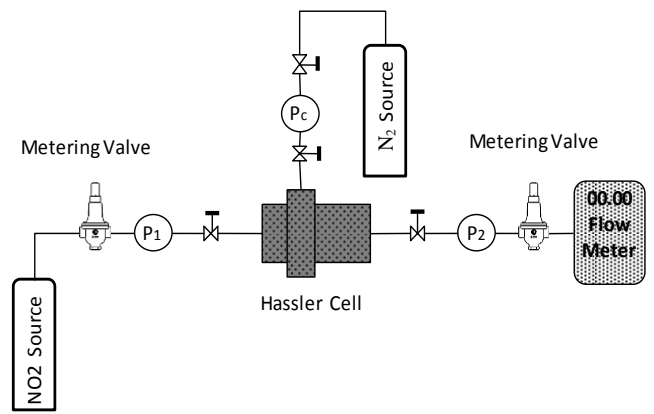 Pc
N2 Source
Metering Valve
Metering Valve
P1
P2
00.00
Flow
Meter
Hassler Cell
NO2 Source